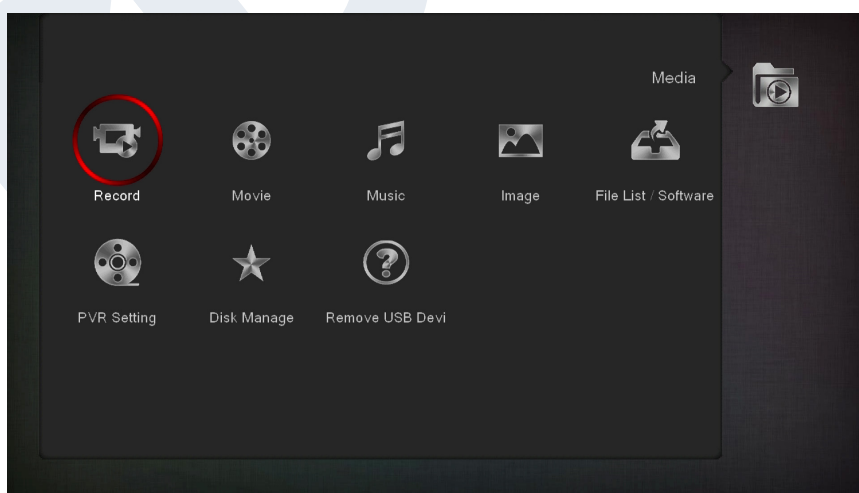 Media
Record Movie Music Image File List / Software
PVR Setting Disk Manage Remove USB Devi